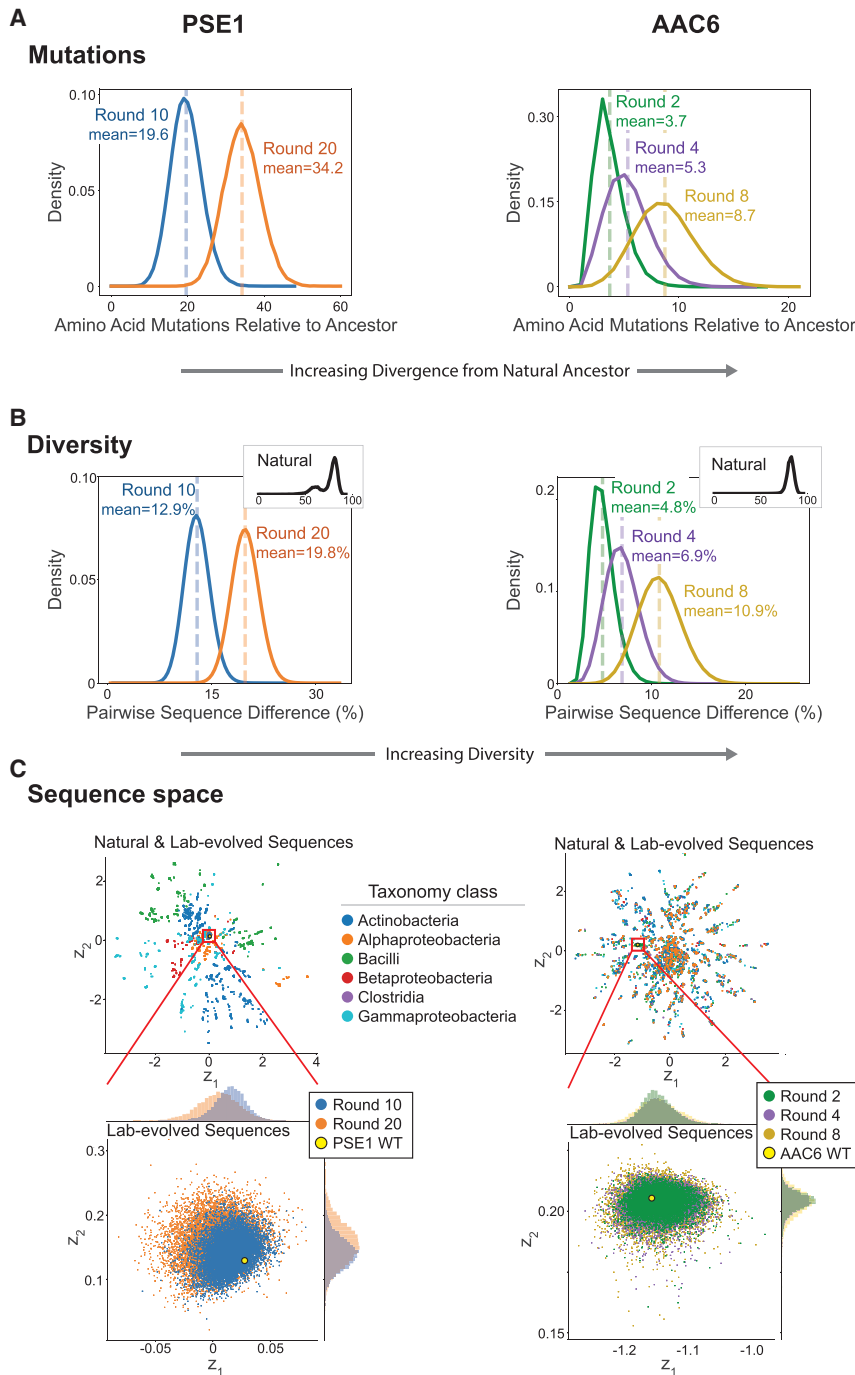 A
PSE1
AAC6
Mutations
0.10
0.05
0
Density
Round 10
mean=19.6
Round 20
mean=34.2
0
20
40
60
Amino Acid Mutations Relative to Ancestor
0.30
0.15
0
Density
Round 2
mean=3.7
Round 4
mean=5.3
Round 8
mean=8.7
0
10
20
Amino Acid Mutations Relative to Ancestor
Increasing Divergence from Natural Ancestor
B
Diversity
0.10
0.05
0
Density
Round 10
mean=12.9%
Round 20
mean=19.8%
Natural
0
50
100
0
15
30
Pairwise Sequence Difference (%)
0.2
0.1
0
Density
Round 2
mean=4.8%
Round 4
mean=6.9%
Round 8
mean=10.9%
Natural
0
50
100
0
10
20
Pairwise Sequence Difference (%)
Increasing Diversity
C
Sequence space
Natural & Lab-evolved Sequences
2
0
-2
z2
-2
0
2
4
z1
Taxonomy class
Actinobacteria
Alphaproteobacteria
Bacilli
Betaproteobacteria
Clostridia
Gammaproteobacteria
Natural & Lab-evolved Sequences
2
0
-2
z2
-2
0
2
z1
Round 10
Round 20
PSE1 WT
Lab-evolved Sequences
0.3
0.2
0.1
z2
-0.05
0
0.05
z1
Round 2
Round 4
Round 8
AAC6 WT
Lab-evolved Sequences
0.20
0.15
z2
-1.2
-1.1
-1.0
z1